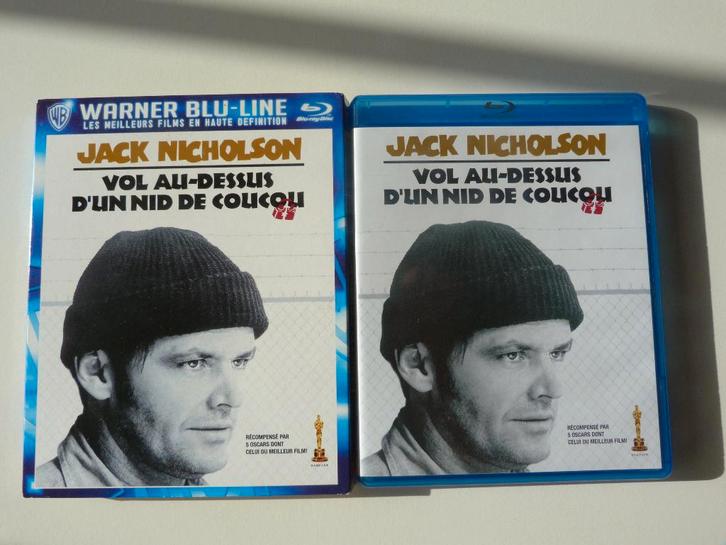 WB WARNER BLU-LINE
LES MEILLEURS FILMS EN HAUTE DÉFINITION
Blu-ray Disc
JACK NICHOLSON
VOL AU-DESSUS
D'UN NID DE COUCOU
RÉCOMPENSÉ PAR
5 OSCARS DONT
CELUI DU MEILLEUR FILM!
JACK NICHOLSON
VOL AU-DESSUS
D'UN NID DE COUCOU
RÉCOMPENSÉ PAR
5 OSCARS DONT
CELUI DU MEILLEUR FILM!